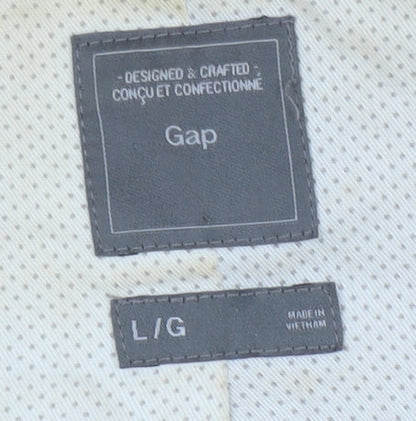 - DESIGNED & CRAFTED -
CONÇU ET CONFECTIONNÉ
Gap
L/G
MADE IN
VIETNAM